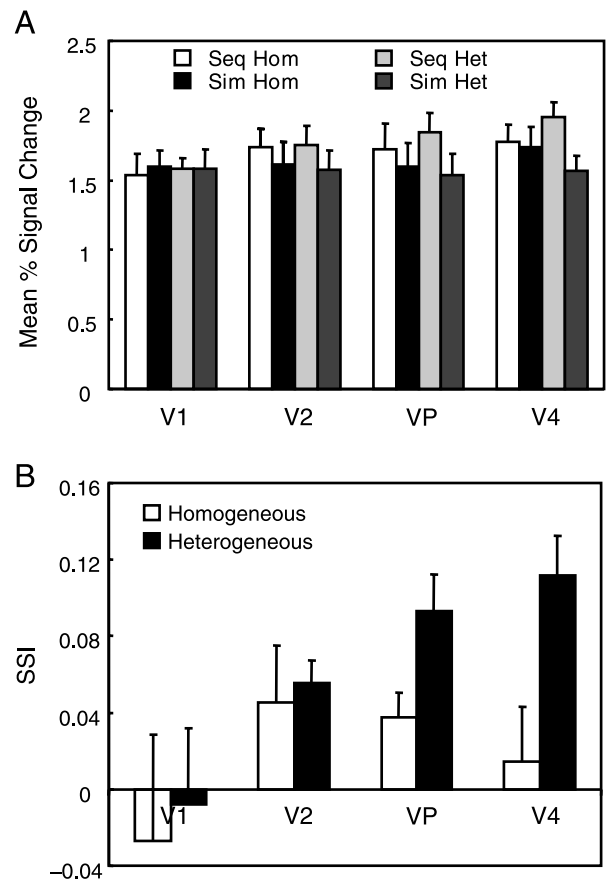 A
Mean % Signal Change
2.5
2
1.5
1
0.5
0
Seq Hom
Sim Hom
Seq Het
Sim Het
V1 V2 VP V4
B
SSI
0.16
0.12
0.08
0.04
0
−0.04
Homogeneous
Heterogeneous
V1 V2 VP V4